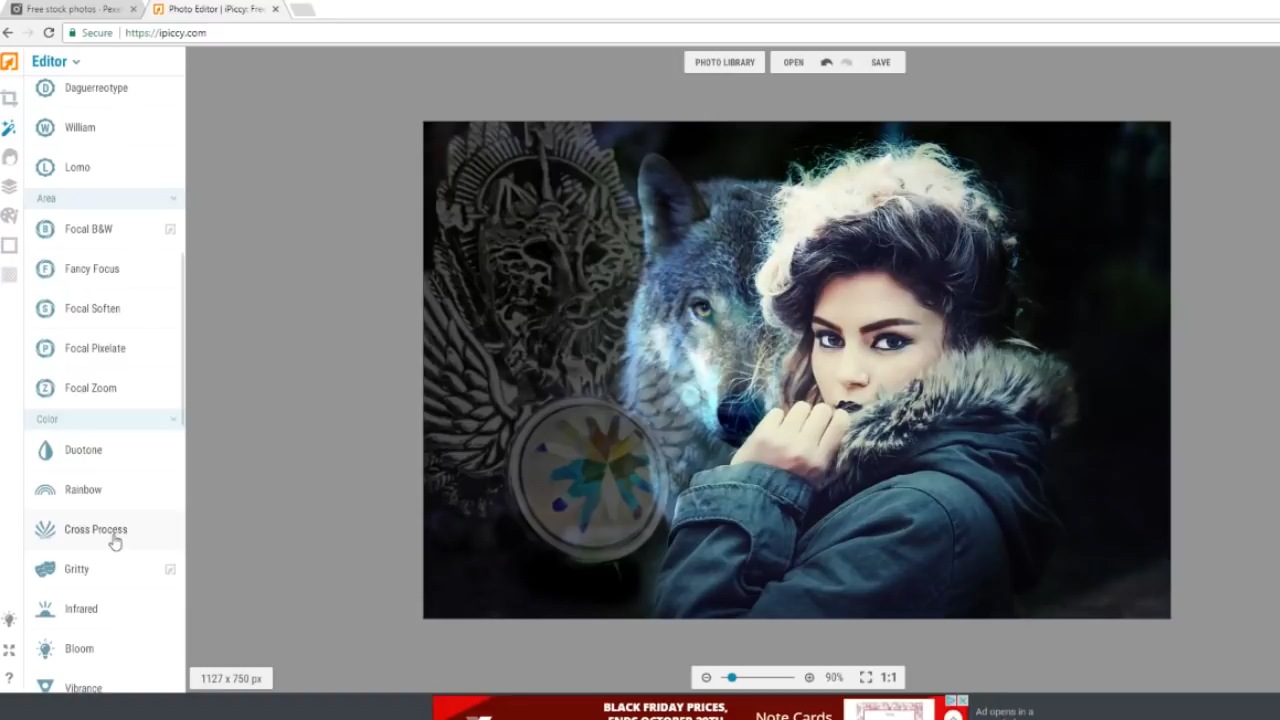 Free stock photos · Pexe
Photo Editor | iPiccy: Fre
Secure
https://ipiccy.com
Editor
PHOTO LIBRARY
OPEN
SAVE
D Daguerreotype
W William
L Lomo
Area
B Focal B&W
F Fancy Focus
S Focal Soften
P Focal Pixelate
Z Focal Zoom
Color
Duotone
Rainbow
Cross Process
Gritty
Infrared
Bloom
Vibrance
?
1127 x 750 px
90%
1:1
BLACK FRIDAY PRICES,
Note Cards
Ad opens in a